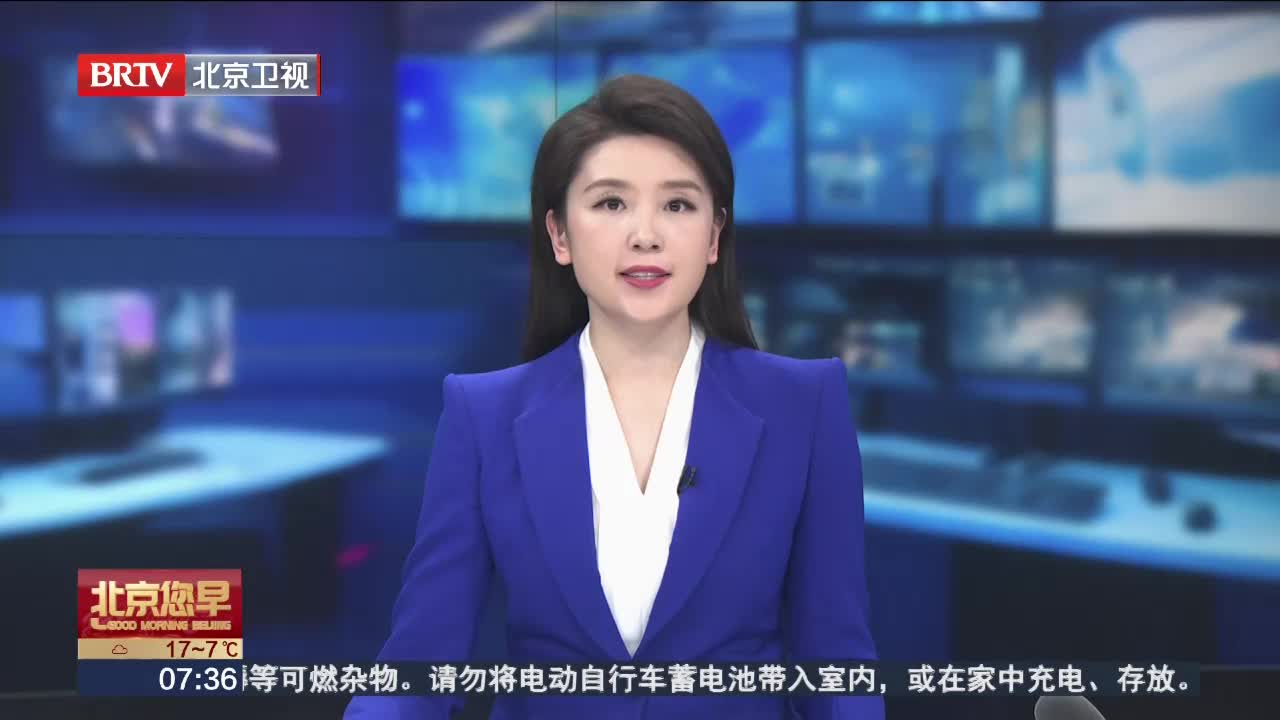 BRTV 北京卫视
北京您早
GOOD MORNING BEIJING
17~7℃
07:36
等可燃杂物。请勿将电动自行车蓄电池带入室内，或在家中充电、存放。